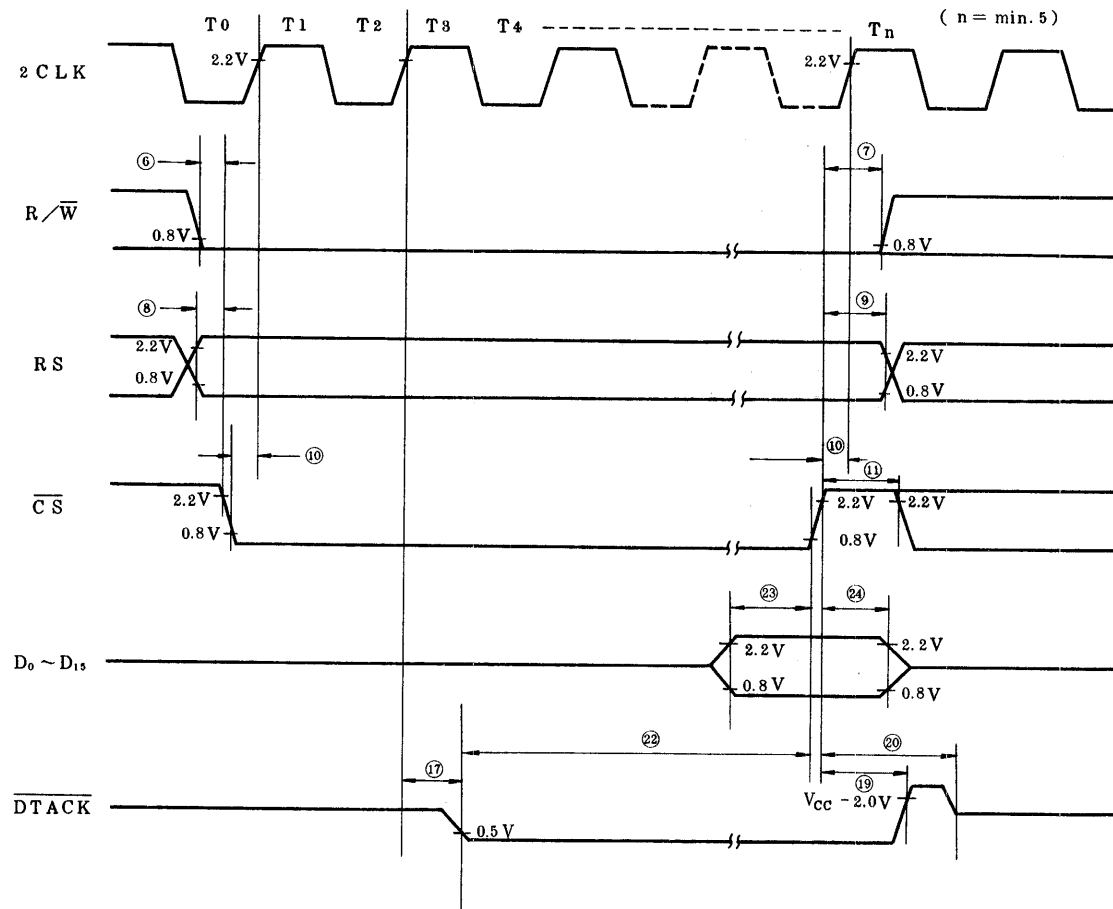 T0 T1 T2 T3 T4 Tn ( n = min. 5 )
2 CLK 2.2V 2.2V
⑥ ⑦
R/W̅ 0.8V 0.8V
⑧ ⑨
RS 2.2V 2.2V
0.8V 0.8V
⑩ ⑩
⑪
C̅S̅ 2.2V 2.2V 2.2V
0.8V 0.8V
㉓ ㉔
D₀ ~ D₁₅ 2.2V 2.2V
0.8V 0.8V
㉒ ⑳
⑰ ⑲
D̅T̅A̅C̅K̅ VCC −2.0V
0.5V